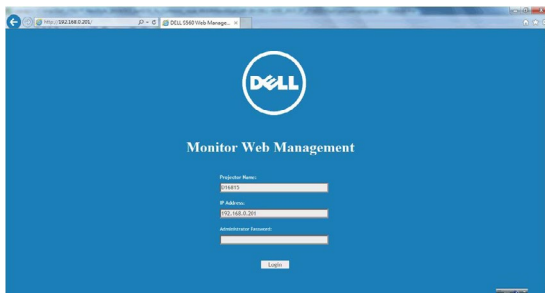 http://192.168.0.201/
DELL S560 Web Manage...
DELL
Monitor Web Management
Projector Name:
IP Address:
192.168.0.201
Administrator Password:
Login